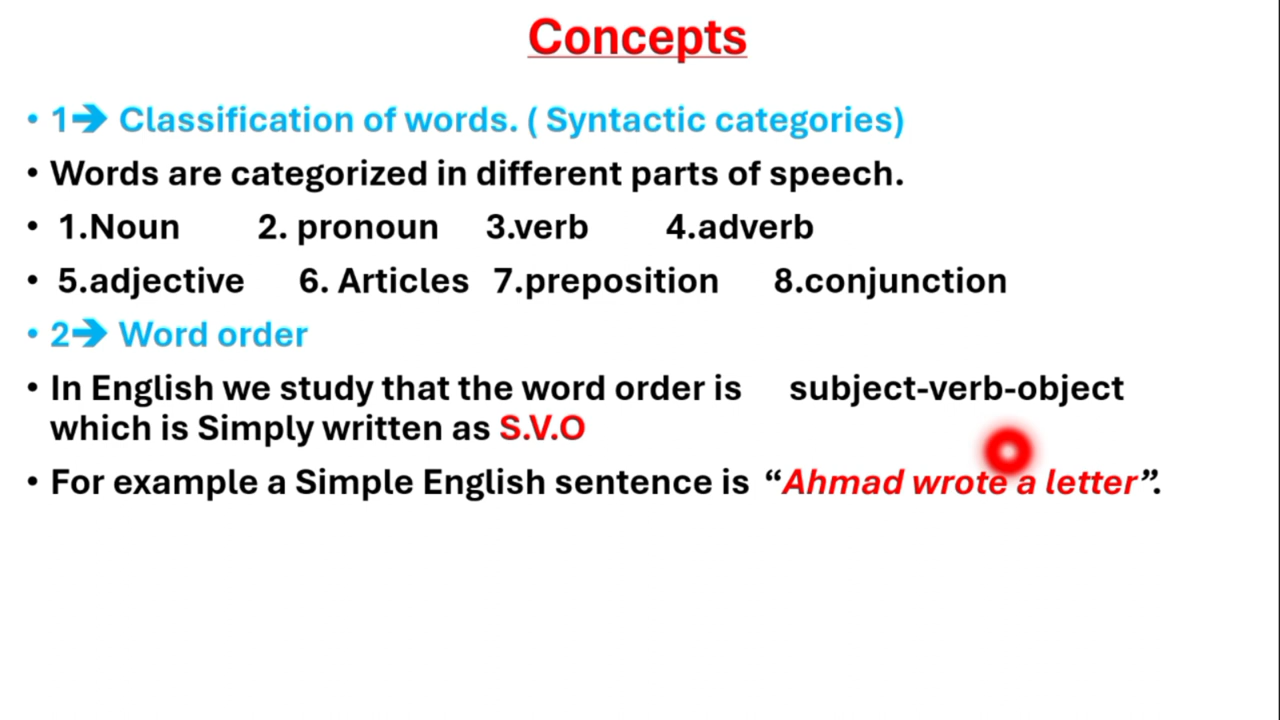 Concepts
• 1➔ Classification of words. ( Syntactic categories)
• Words are categorized in different parts of speech.
• 1.Noun 2. pronoun 3.verb 4.adverb
• 5.adjective 6. Articles 7.preposition 8.conjunction
• 2➔ Word order
• In English we study that the word order is subject-verb-object
which is Simply written as S.V.O
• For example a Simple English sentence is “Ahmad wrote a letter”.